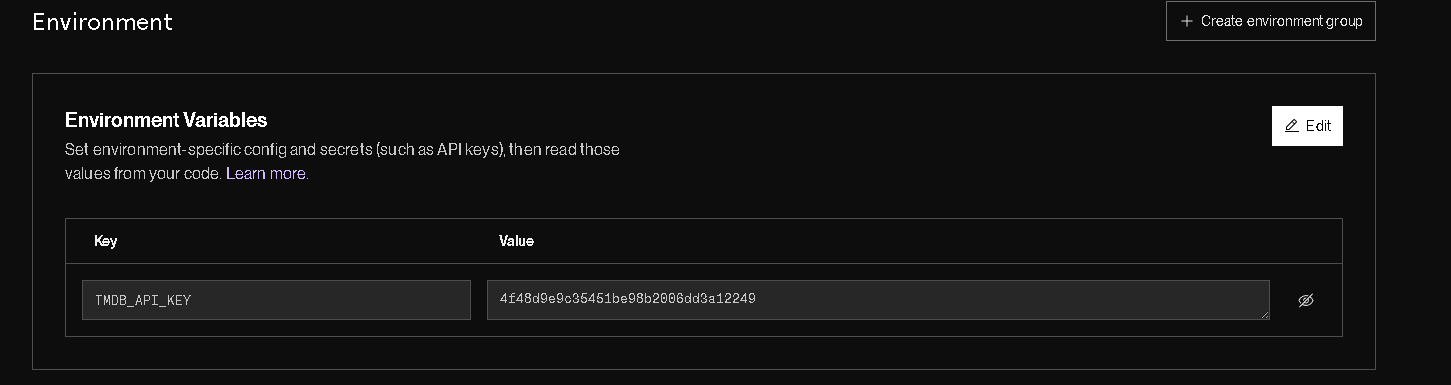 Environment
+ Create environment group
Environment Variables
Edit
Set environment-specific config and secrets (such as API keys), then read those
values from your code. Learn more.
Key Value
TMDB_API_KEY 4f48d9e9c35451be98b2006dd3a12249